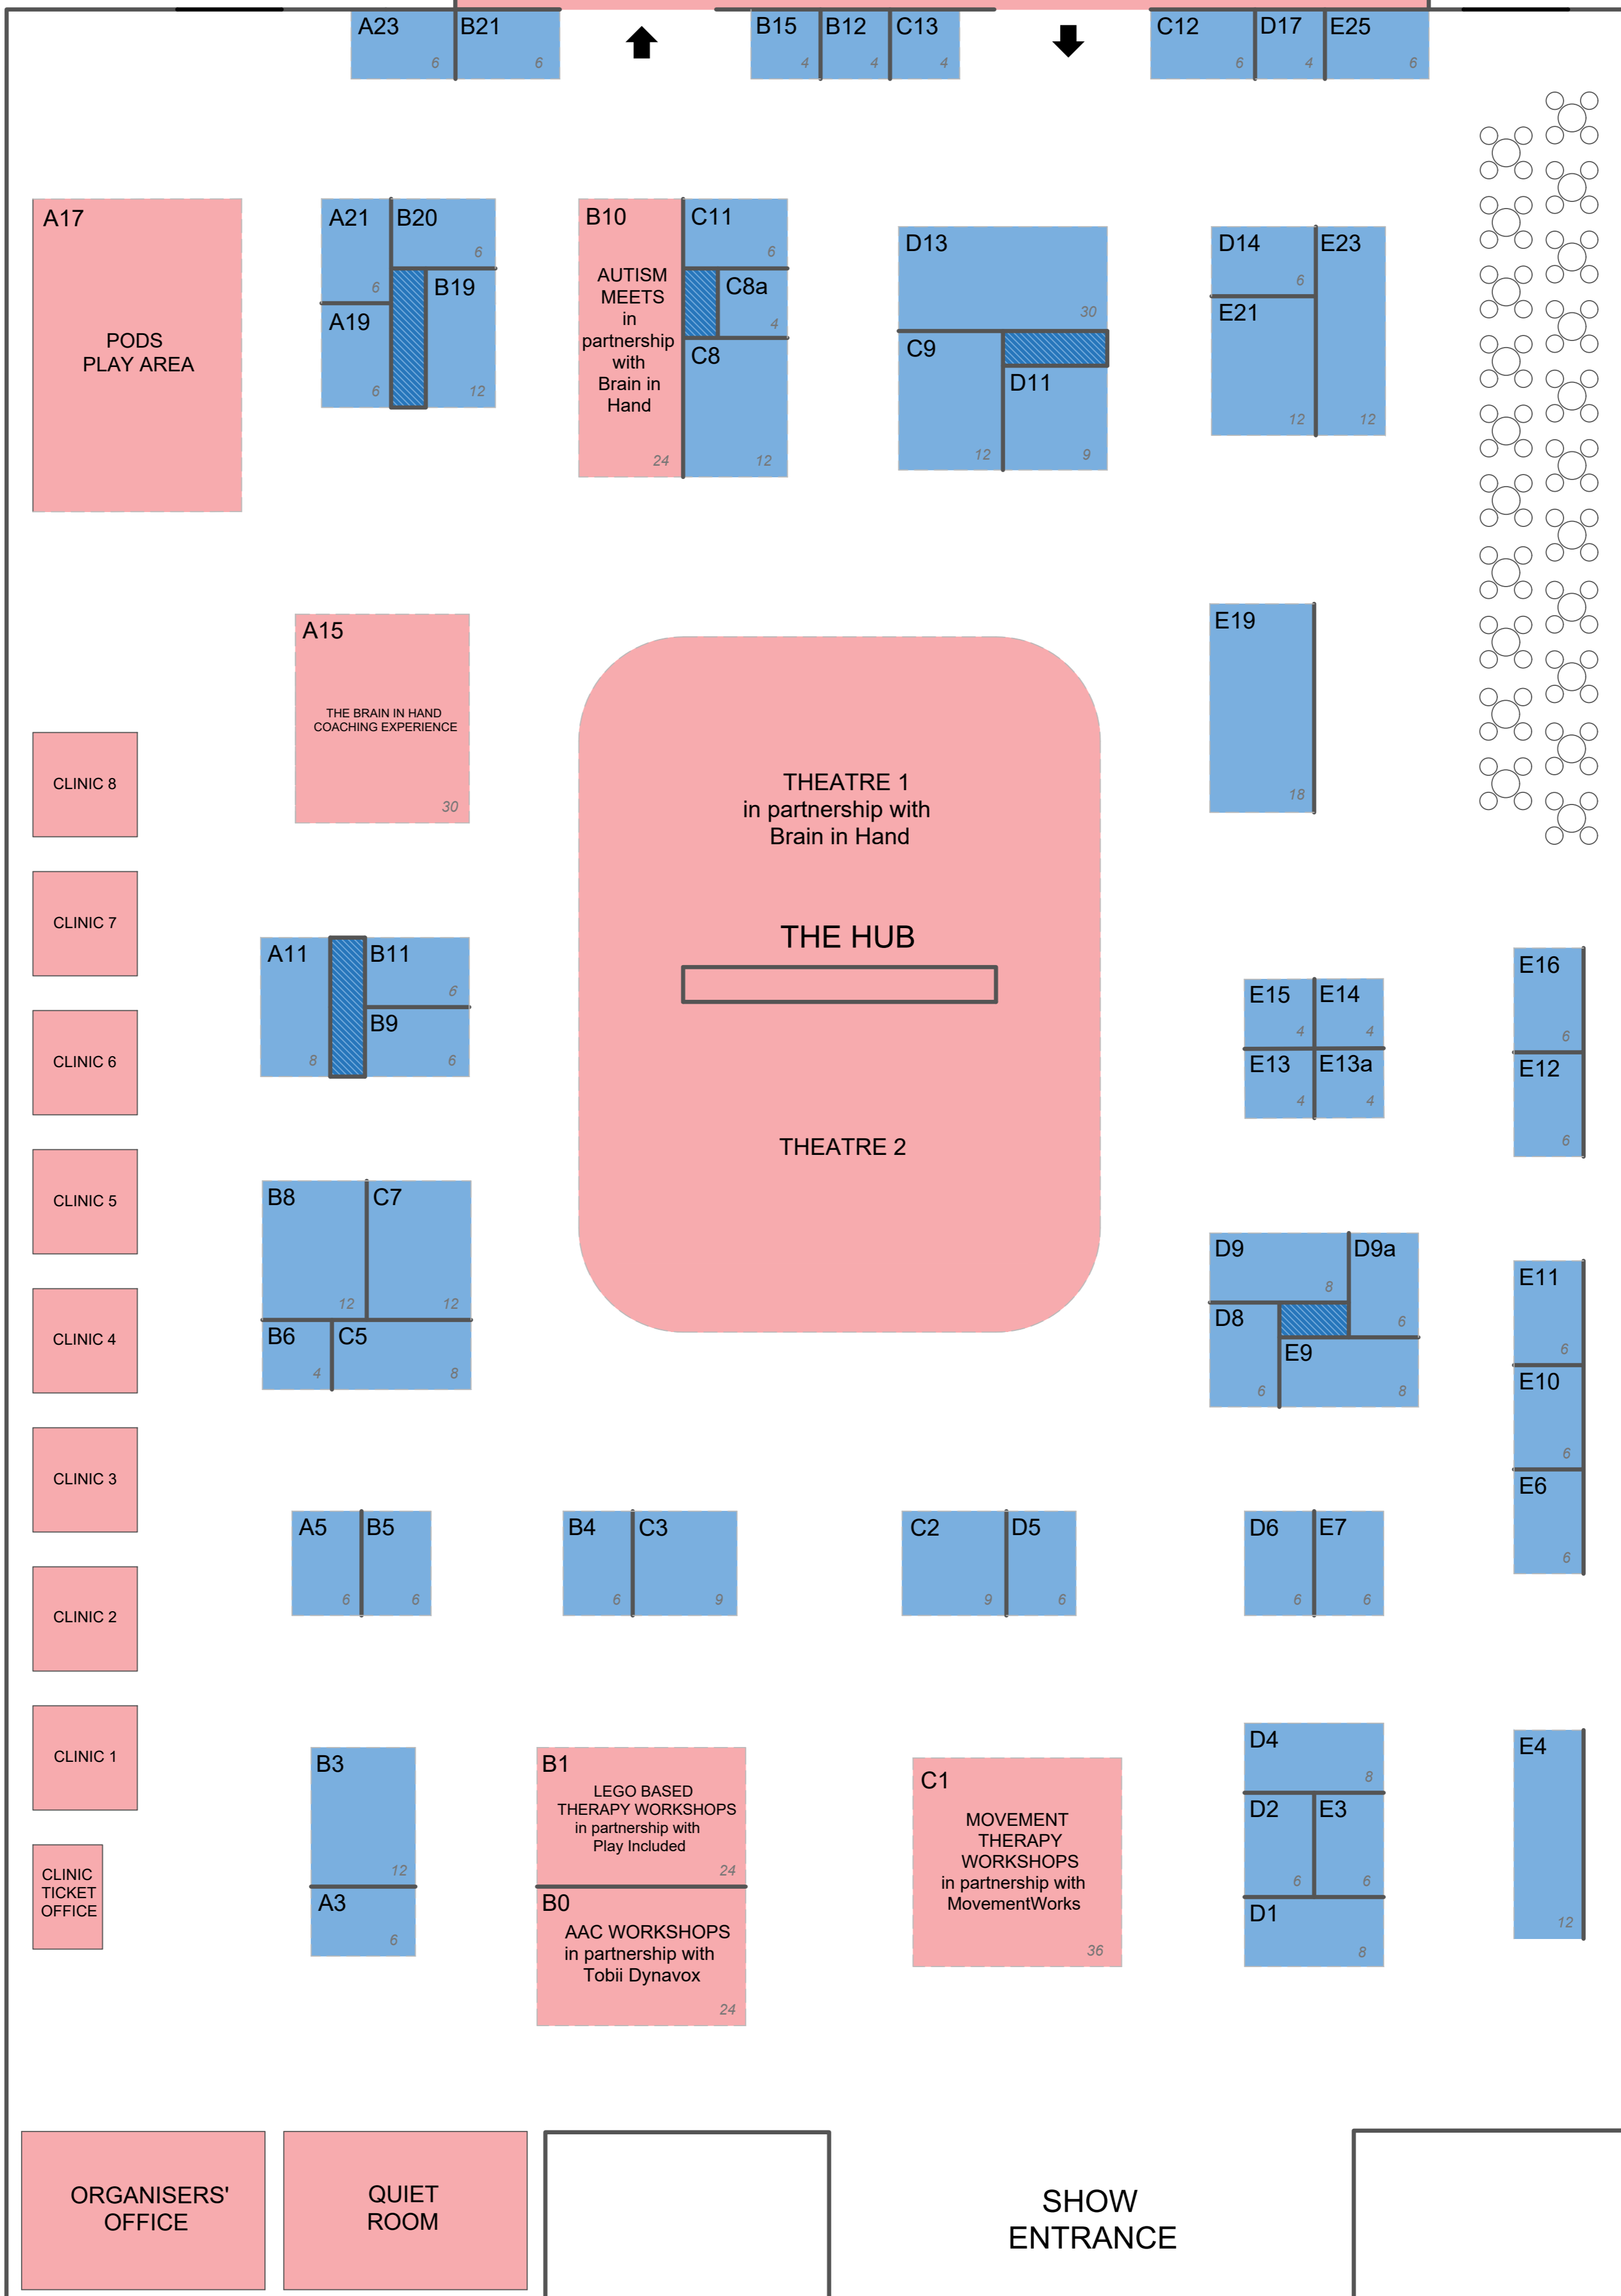 A23
6
B21
6
B15
4
B12
4
C13
4
C12
6
D17
4
E25
6
A17
PODS
PLAY AREA
A21
6
B20
6
A19
6
B19
12
B10
AUTISM
MEETS
in
partnership
with
Brain in
Hand
24
C11
6
C8a
4
C8
12
D13
30
C9
12
D11
9
D14
6
E23
12
E21
12
A15
THE BRAIN IN HAND
COACHING EXPERIENCE
30
THEATRE 1
in partnership with
Brain in Hand
THE HUB
THEATRE 2
E19
18
CLINIC 8
CLINIC 7
CLINIC 6
CLINIC 5
CLINIC 4
CLINIC 3
CLINIC 2
CLINIC 1
CLINIC
TICKET
OFFICE
A11
8
B11
6
B9
6
E15
4
E14
4
E13
4
E13a
4
E16
6
E12
6
B8
12
C7
12
B6
4
C5
8
D9
8
D9a
6
D8
6
E9
8
E11
6
E10
6
E6
6
A5
6
B5
6
B4
6
C3
9
C2
9
D5
6
D6
6
E7
6
B3
12
A3
6
B1
LEGO BASED
THERAPY WORKSHOPS
in partnership with
Play Included
24
B0
AAC WORKSHOPS
in partnership with
Tobii Dynavox
24
C1
MOVEMENT
THERAPY
WORKSHOPS
in partnership with
MovementWorks
36
D4
8
D2
6
E3
6
D1
8
E4
12
ORGANISERS'
OFFICE
QUIET
ROOM
SHOW
ENTRANCE